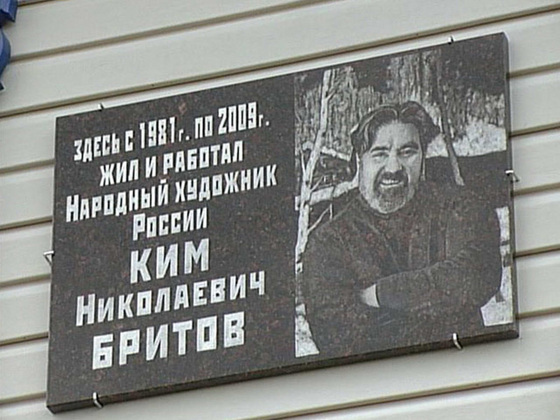 ЗДЕСЬ С 1981г. ПО 2009г.
ЖИЛ И РАБОТАЛ
НАРОДНЫЙ ХУДОЖНИК
РОССИИ
КИМ
НИКОЛАЕВИЧ
БРИТОВ